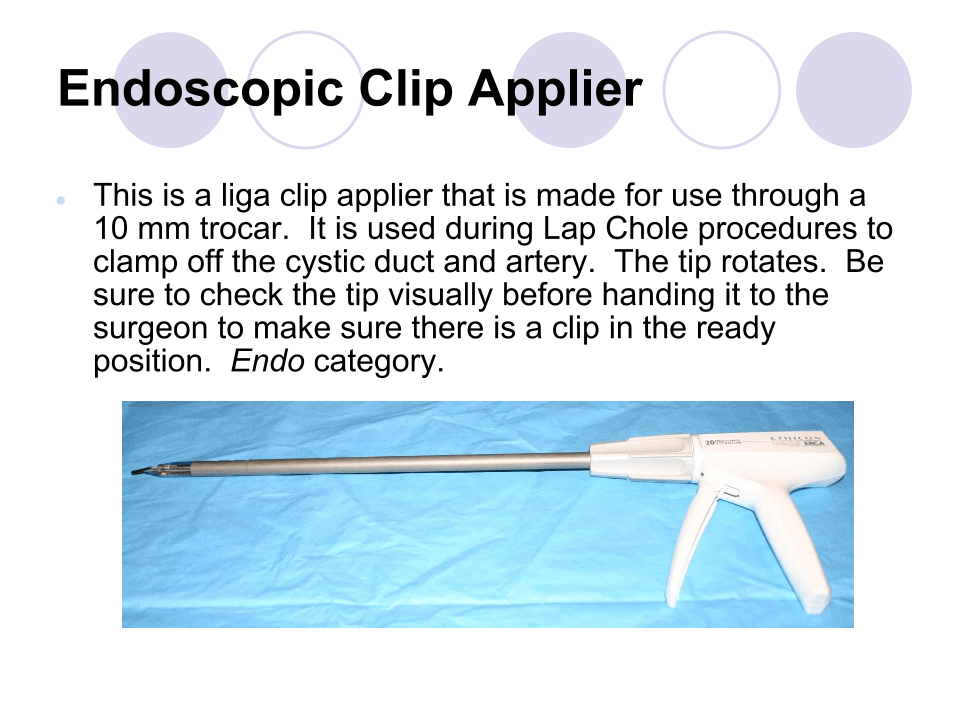 Endoscopic Clip Applier
This is a liga clip applier that is made for use through a
10 mm trocar.  It is used during Lap Chole procedures to
clamp off the cystic duct and artery.  The tip rotates.  Be
sure to check the tip visually before handing it to the
surgeon to make sure there is a clip in the ready
position.  Endo category.
ETHICON
20
ERCA